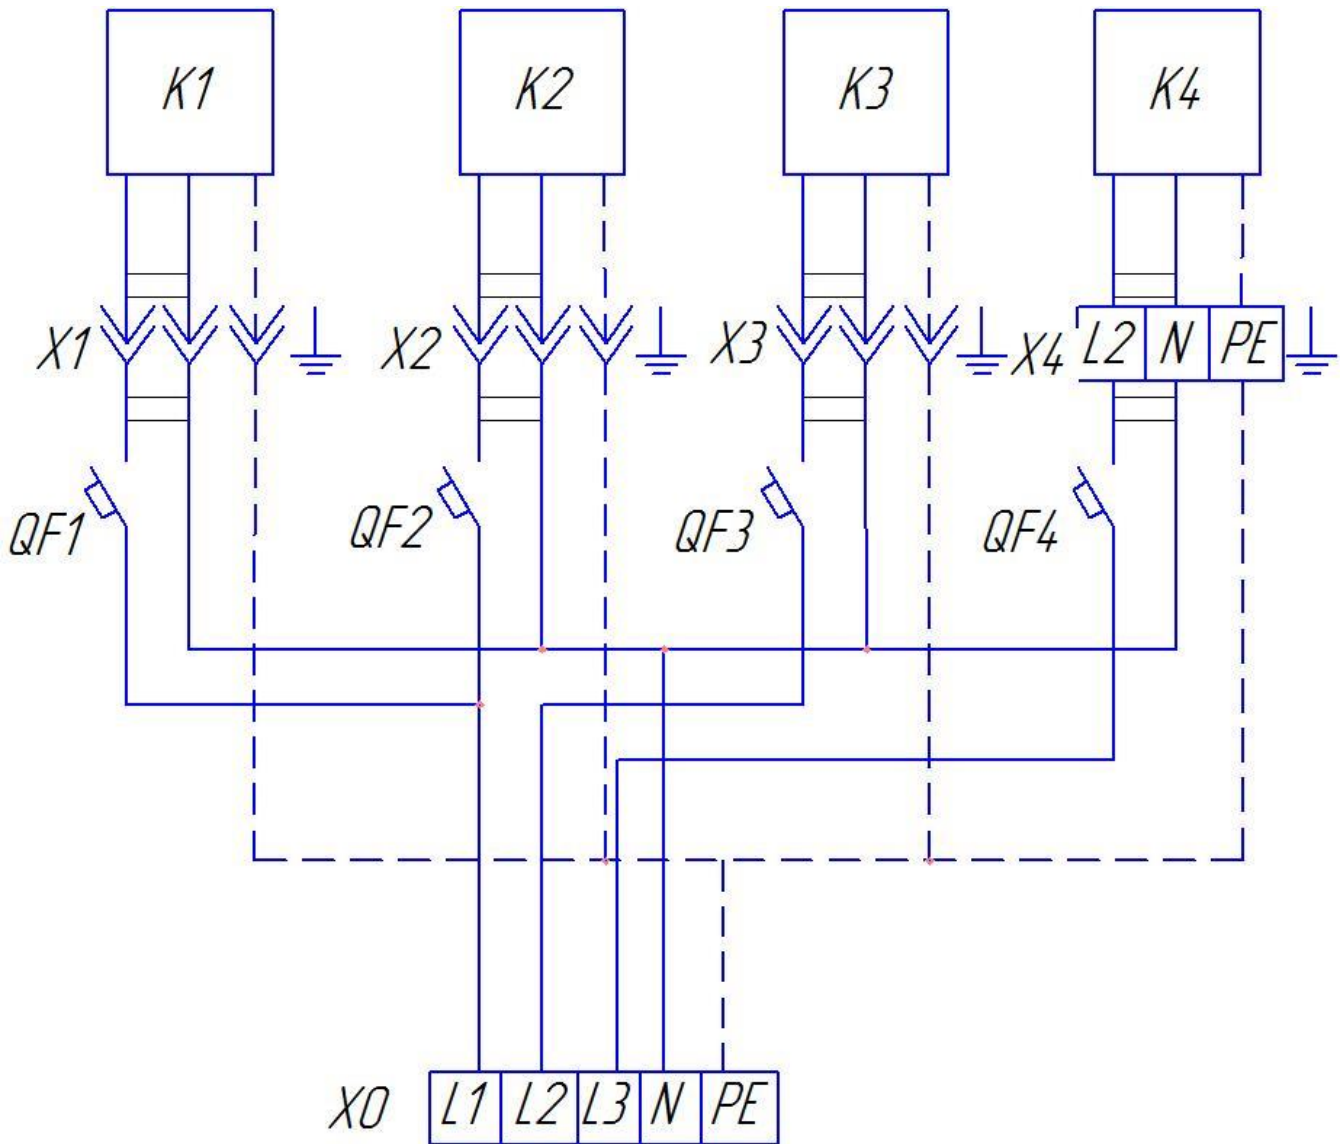 K1 K2 K3 K4
X1 X2 X3 X4 L2 N PE
QF1 QF2 QF3 QF4
X0 L1 L2 L3 N PE